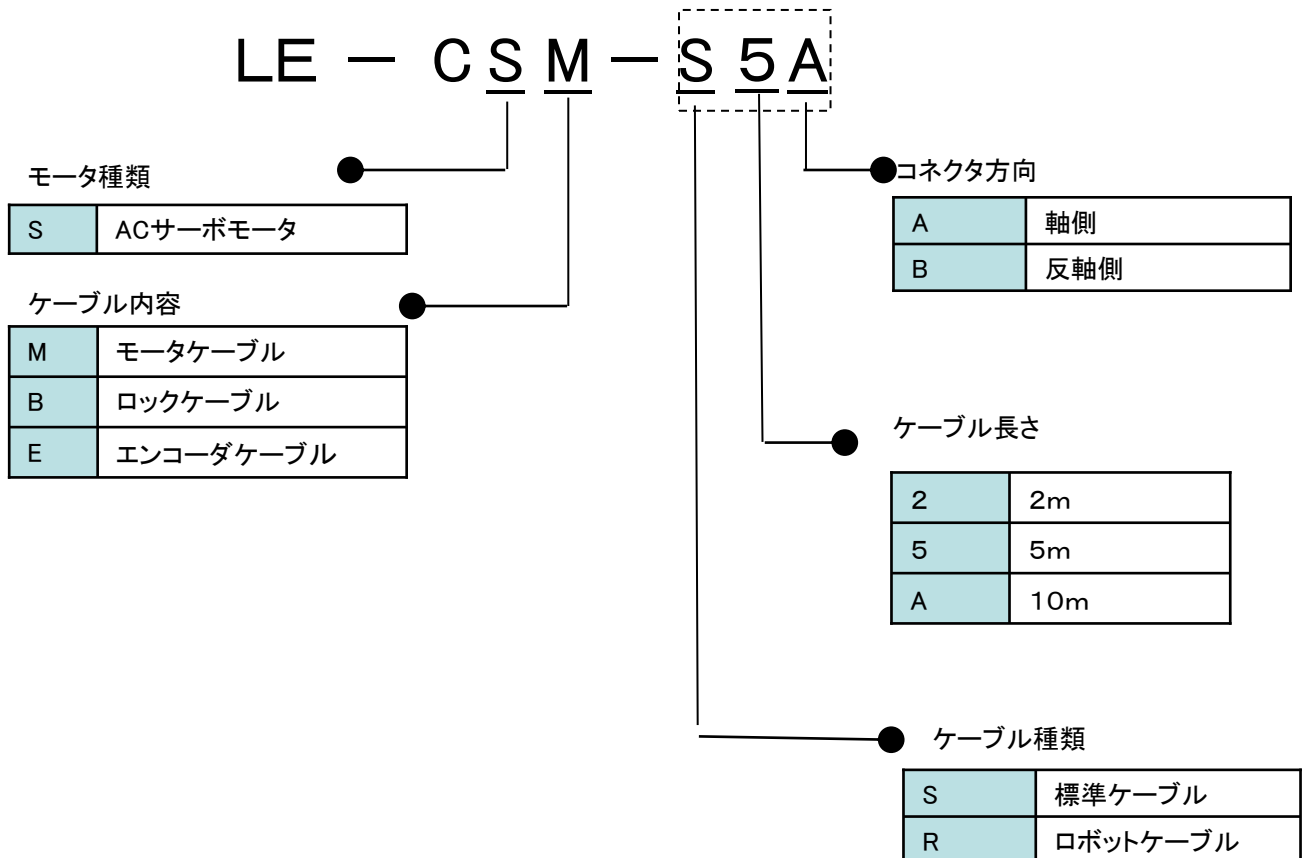 LE － CSM－S５A
モータ種類
S ACサーボモータ
ケーブル内容
M モータケーブル
B ロックケーブル
E エンコーダケーブル
コネクタ方向
A 軸側
B 反軸側
ケーブル長さ
２ ２ｍ
５ ５ｍ
A １０ｍ
ケーブル種類
S 標準ケーブル
R ロボットケーブル